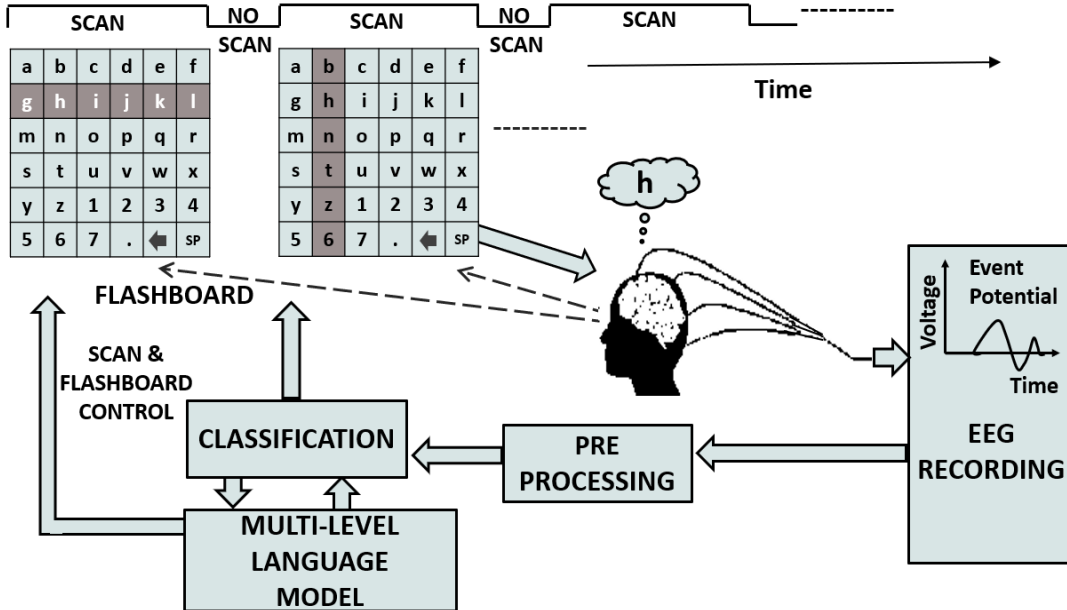 SCAN NO SCAN SCAN NO SCAN SCAN
a b c d e f
g h i j k l
m n o p q r
s t u v w x
y z 1 2 3 4
5 6 7 . SP
a b c d e f
g h i j k l
m n o p q r
s t u v w x
y z 1 2 3 4
5 6 7 . SP
Time
h
FLASHBOARD
SCAN &
FLASHBOARD
CONTROL
CLASSIFICATION
MULTI-LEVEL
LANGUAGE
MODEL
PRE
PROCESSING
Event
Potential
Voltage
Time
EEG
RECORDING